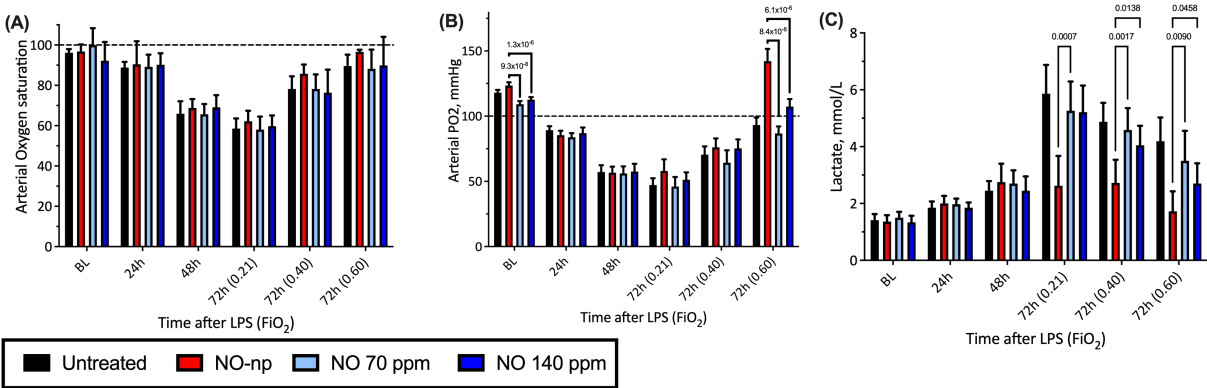 (A)
Arterial Oxygen saturation
100
80
60
40
20
0
BL
24h
48h
72h (0.21)
72h (0.40)
72h (0.60)
Time after LPS (FiO₂)
(B)
Arterial PO2, mmHg
150
100
50
0
9.3x10⁻⁸
1.3x10⁻⁶
6.1x10⁻⁶
BL
24h
48h
72h (0.21)
72h (0.40)
72h (0.60)
Time after LPS (FiO₂)
(C)
Lactate, mmol/L
8
6
4
2
0
0.0007
0.0138
0.0017
0.0458
0.0090
BL
24h
48h
72h (0.21)
72h (0.40)
72h (0.60)
Time after LPS (FiO₂)
Untreated
NO-np
NO 70 ppm
NO 140 ppm